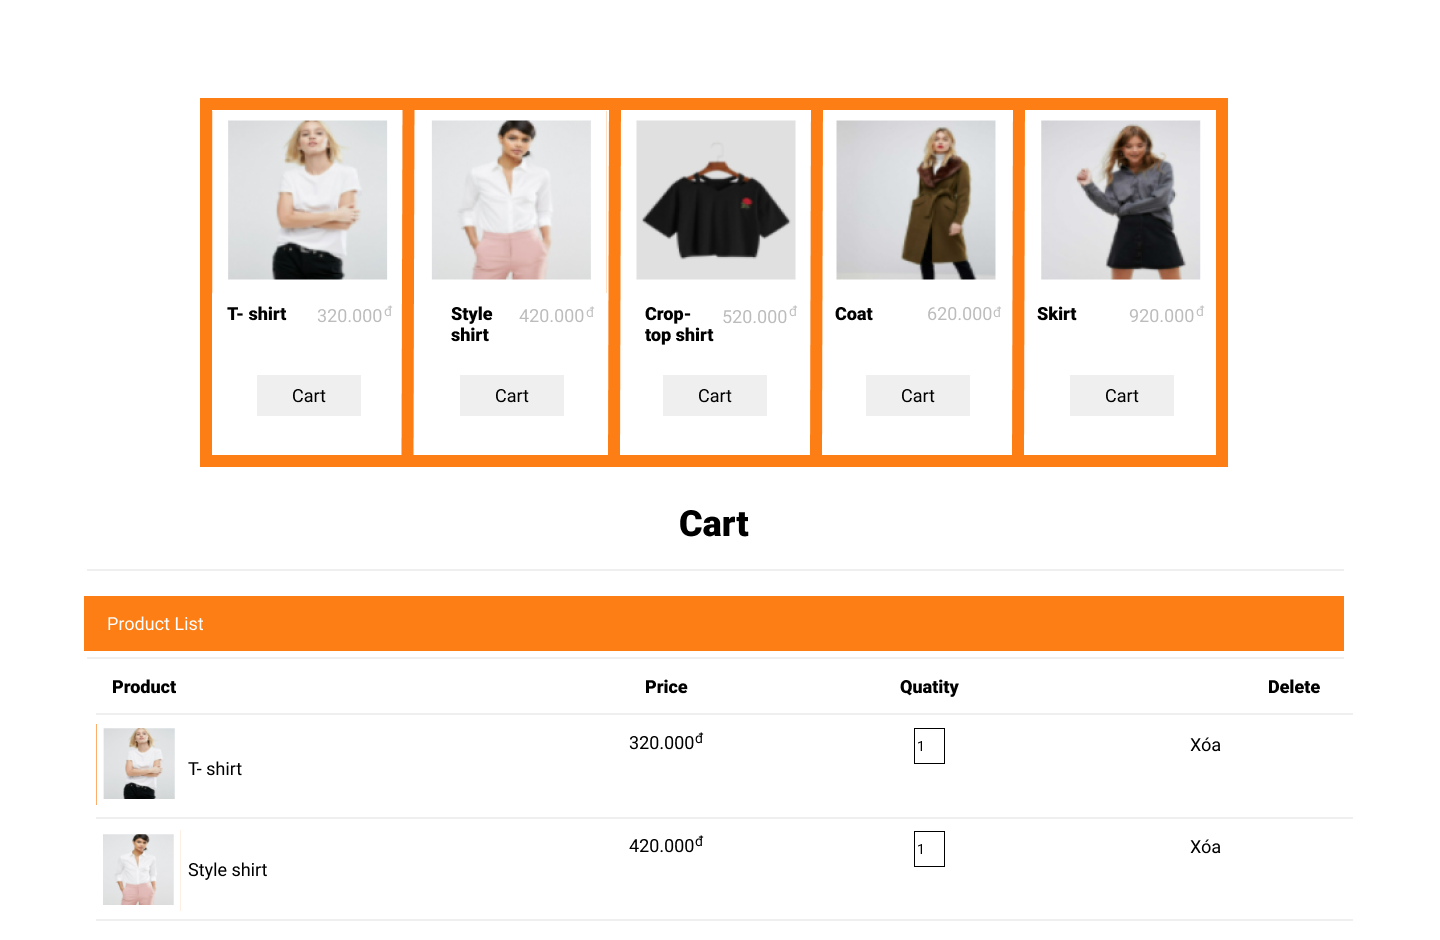 T- shirt 320.000đ
Style shirt 420.000đ
Crop-top shirt 520.000đ
Coat 620.000đ
Skirt 920.000đ
Cart Cart Cart Cart Cart
Cart
Product List
Product Price Quatity Delete
T- shirt 320.000đ 1 Xóa
Style shirt 420.000đ 1 Xóa